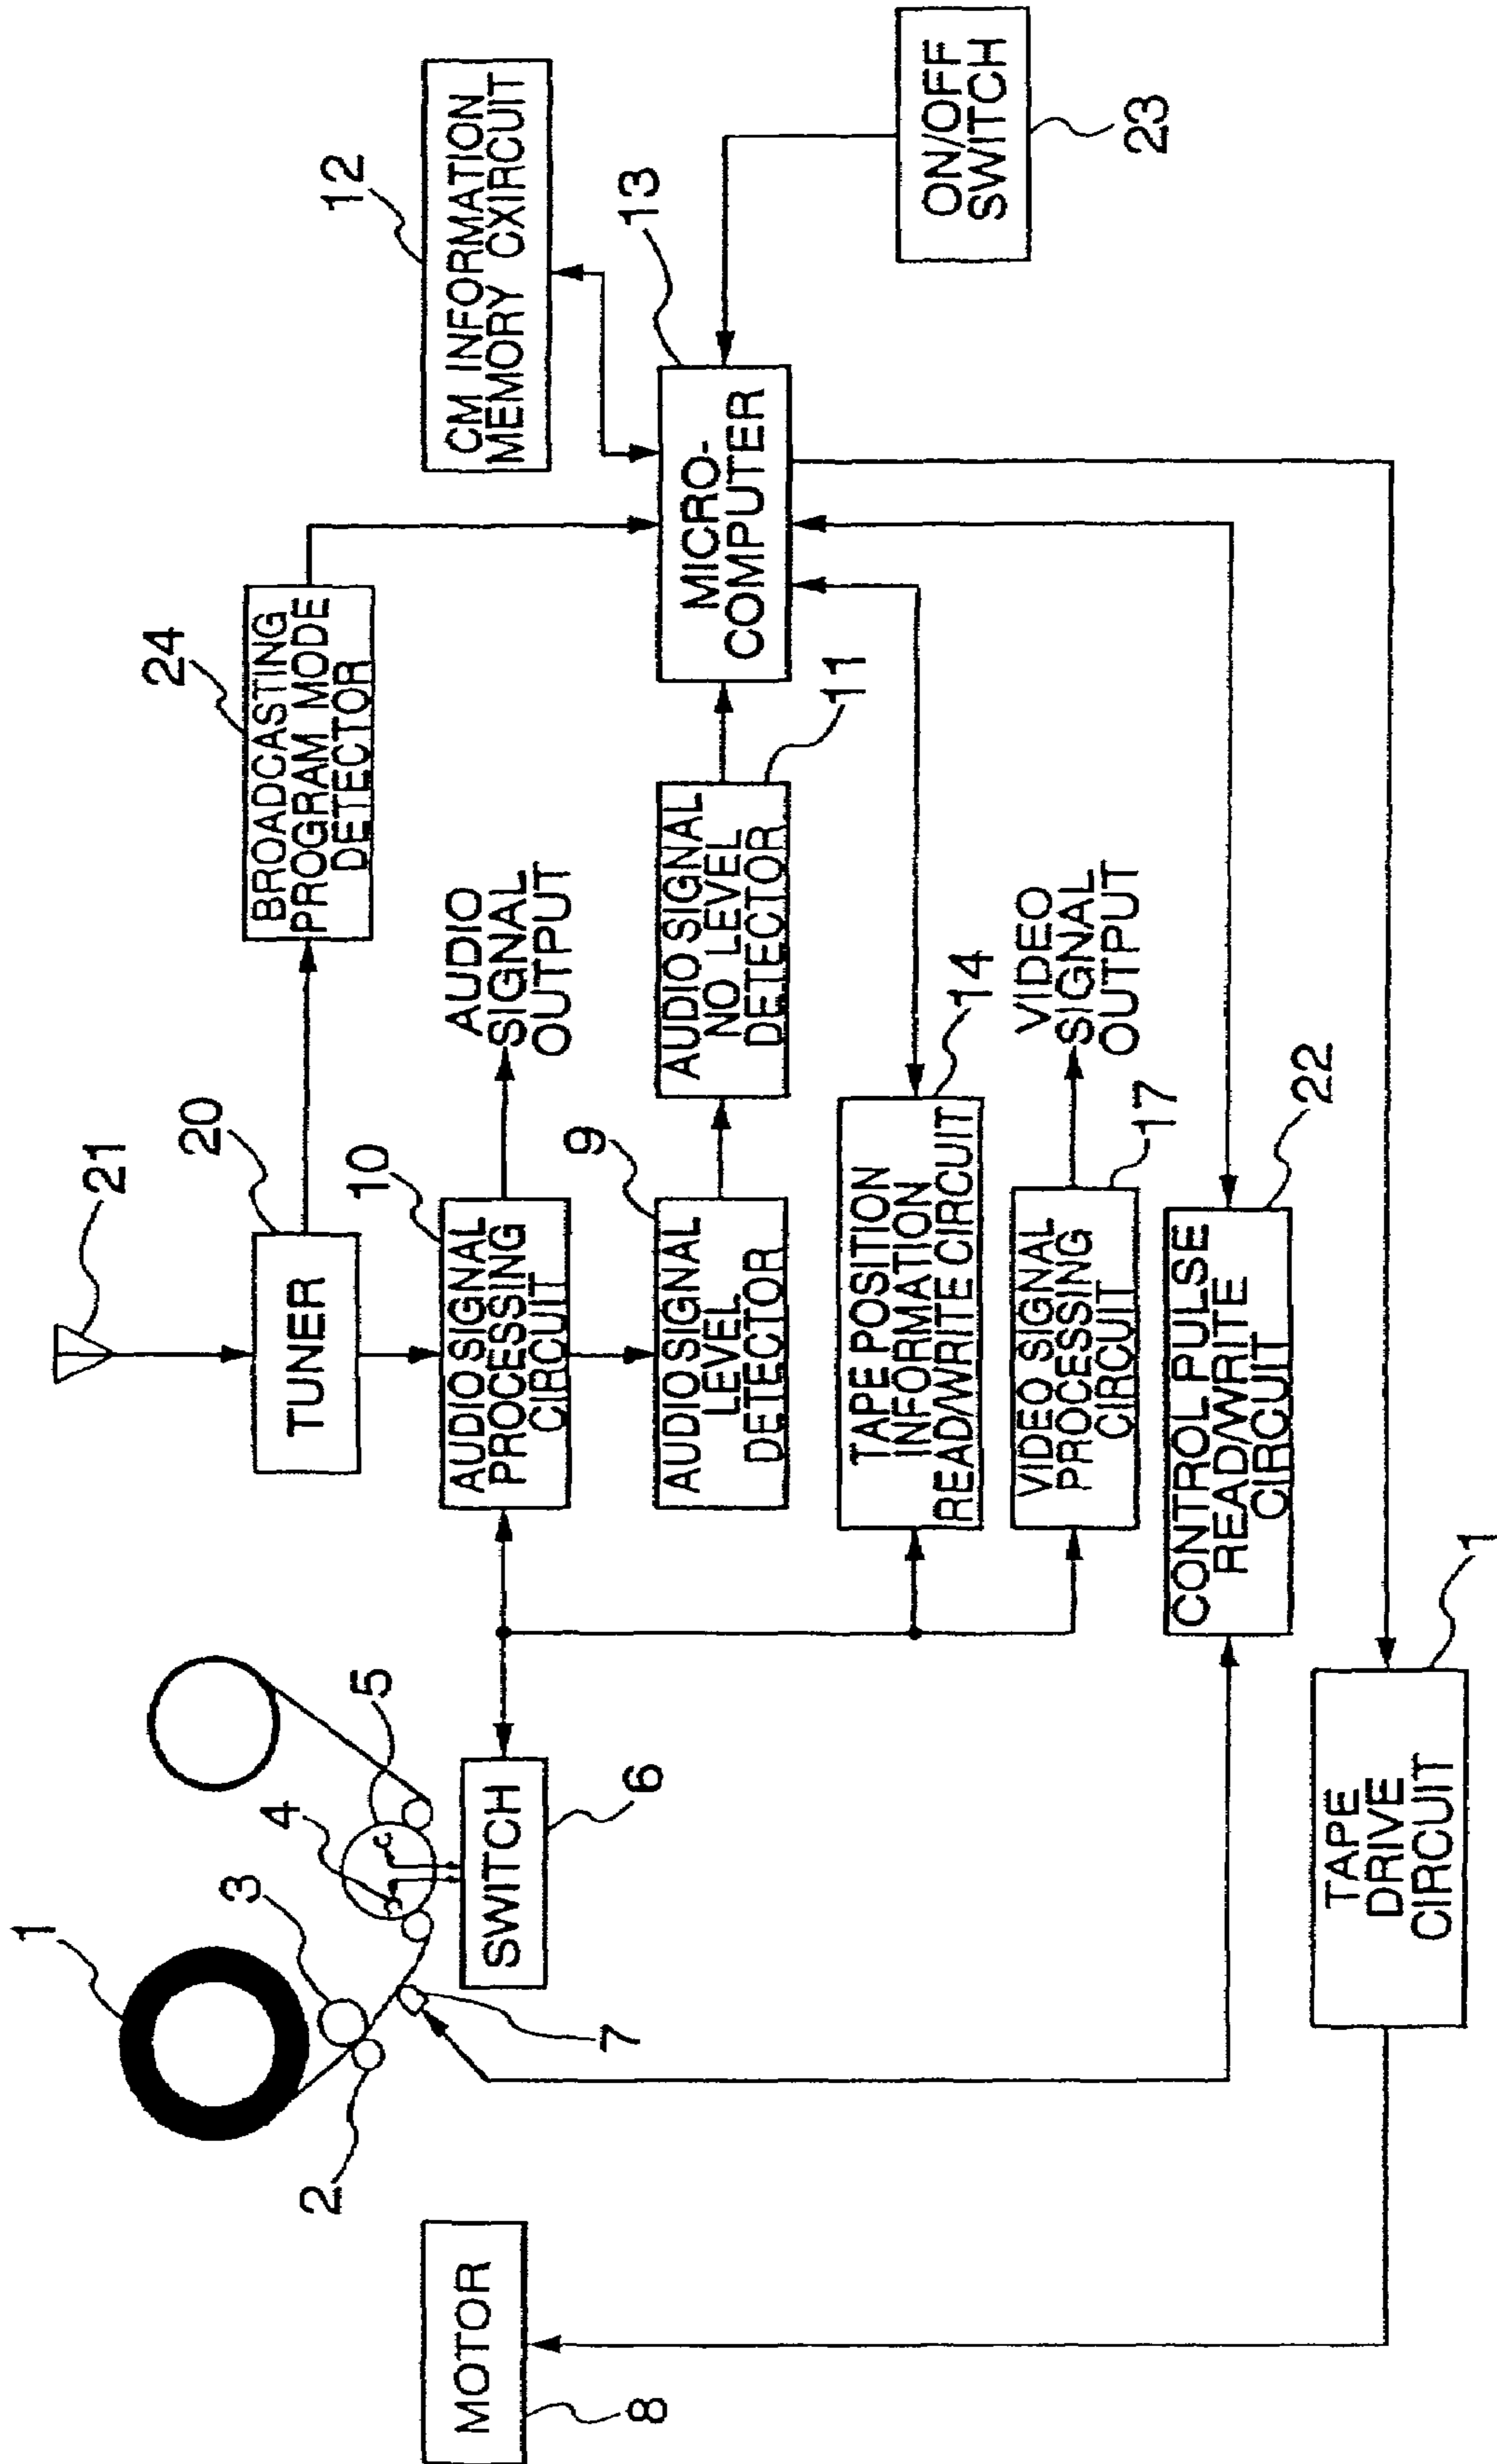 21
TUNER
20
BROADCASTING
PROGRAM MODE
DETECTOR
24
1
3
2
4
5
7
SWITCH
6
AUDIO SIGNAL
PROCESSING
CIRCUIT
10
AUDIO
SIGNAL
OUTPUT
CM INFORMATION
MEMORY CXIRCUIT
12
MOTOR
8
AUDIO SIGNAL
LEVEL
DETECTOR
9
AUDIO SIGNAL
NO LEVEL
DETECTOR
11
MICRO-
COMPUTER
13
TAPE POSITION
INFORMATION
READ/WRITE CIRCUIT
14
ON/OFF
SWITCH
23
VIDEO SIGNAL
PROCESSING
CIRCUIT
17
VIDEO
SIGNAL
OUTPUT
CONTROL PULSE
READ/WRITE
CIRCUIT
22
TAPE
DRIVE
CIRCUIT
1